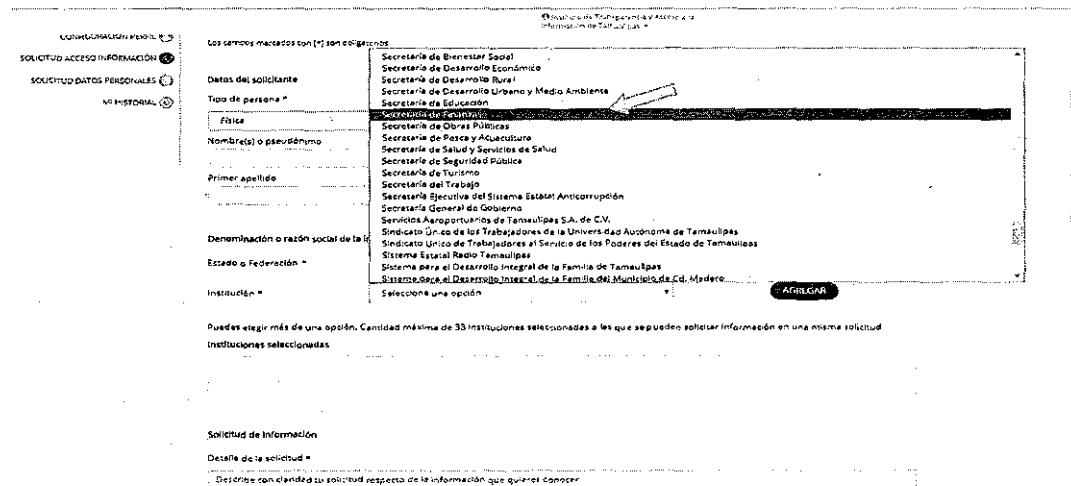 Instituto de Transparencia y Acceso a la
Información de Tamaulipas
CONFIGURACIÓN PERFIL
Los campos marcados con (*) son obligatorios
SOLICITUD ACCESO INFORMACIÓN
SOLICITUD DATOS PERSONALES
MI HISTORIAL
Datos del solicitante
Tipo de persona *
Física
Nombre(s) o pseudónimo
Primer apellido
Denominación o razón social de la
Estado o Federación *
Institución *
Secretaría de Bienestar Social
Secretaría de Desarrollo Económico
Secretaría de Desarrollo Rural
Secretaría de Desarrollo Urbano y Medio Ambiente
Secretaría de Educación
Secretaría de Finanzas
Secretaría de Obras Públicas
Secretaría de Pesca y Acuacultura
Secretaría de Salud y Servicios de Salud
Secretaría de Seguridad Pública
Secretaría de Turismo
Secretaría del Trabajo
Secretaría Ejecutiva del Sistema Estatal Anticorrupción
Secretaría General de Gobierno
Servicios Aeroportuarios de Tamaulipas S.A. de C.V.
Sindicato Único de los Trabajadores de la Universidad Autónoma de Tamaulipas
Sindicato Único de Trabajadores al Servicio de los Poderes del Estado de Tamaulipas
Sistema Estatal Radio Tamaulipas
Sistema para el Desarrollo Integral de la Familia de Tamaulipas
Sistema para el Desarrollo Integral de la Familia del Municipio de Cd. Madero
Seleccione una opción
AGREGAR
Puedes elegir más de una opción. Cantidad máxima de 33 instituciones seleccionadas a las que se pueden solicitar información en una misma solicitud
Instituciones seleccionadas
Solicitud de información
Detalle de la solicitud *
Describe con claridad tu solicitud respecto de la información que quieres conocer